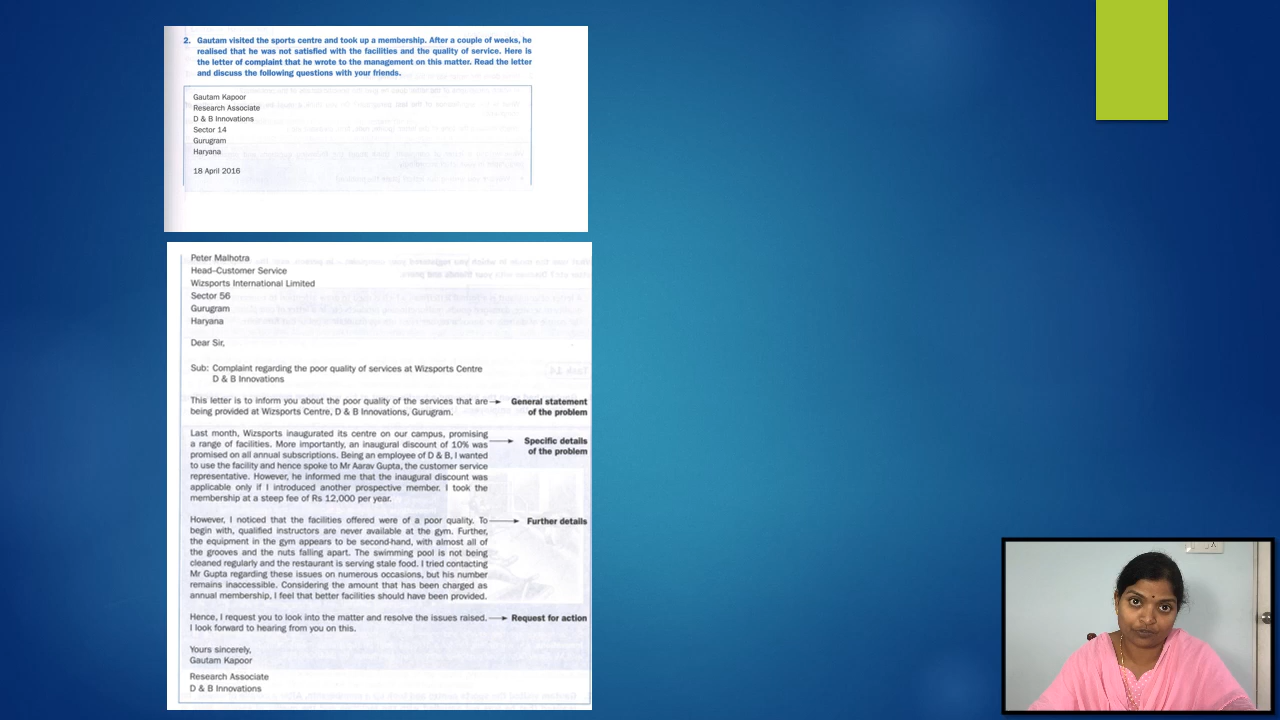 2. Gautam visited the sports centre and took up a membership. After a couple of weeks, he
realised that he was not satisfied with the facilities and the quality of service. Here is
the letter of complaint that he wrote to the management on this matter. Read the letter
and discuss the following questions with your friends.
Gautam Kapoor
Research Associate
D & B Innovations
Sector 14
Gurugram
Haryana
18 April 2016
Peter Malhotra
Head–Customer Service
Wizsports International Limited
Sector 56
Gurugram
Haryana
Dear Sir,
Sub: Complaint regarding the poor quality of services at Wizsports Centre
D & B Innovations
This letter is to inform you about the poor quality of the services that are
being provided at Wizsports Centre, D & B Innovations, Gurugram.
General statement
of the problem
Last month, Wizsports inaugurated its centre on our campus, promising
a range of facilities. More importantly, an inaugural discount of 10% was
promised on all annual subscriptions. Being an employee of D & B, I wanted
to use the facility and hence spoke to Mr Aarav Gupta, the customer service
representative. However, he informed me that the inaugural discount was
applicable only if I introduced another prospective member. I took the
membership at a steep fee of Rs 12,000 per year.
Specific details
of the problem
However, I noticed that the facilities offered were of a poor quality. To
begin with, qualified instructors are never available at the gym. Further,
the equipment in the gym appears to be second-hand, with almost all of
the grooves and the nuts falling apart. The swimming pool is not being
cleaned regularly and the restaurant is serving stale food. I tried contacting
Mr Gupta regarding these issues on numerous occasions, but his number
remains inaccessible. Considering the amount that has been charged as
annual membership, I feel that better facilities should have been provided.
Further details
Hence, I request you to look into the matter and resolve the issues raised.
I look forward to hearing from you on this.
Request for action
Yours sincerely,
Gautam Kapoor
Research Associate
D & B Innovations